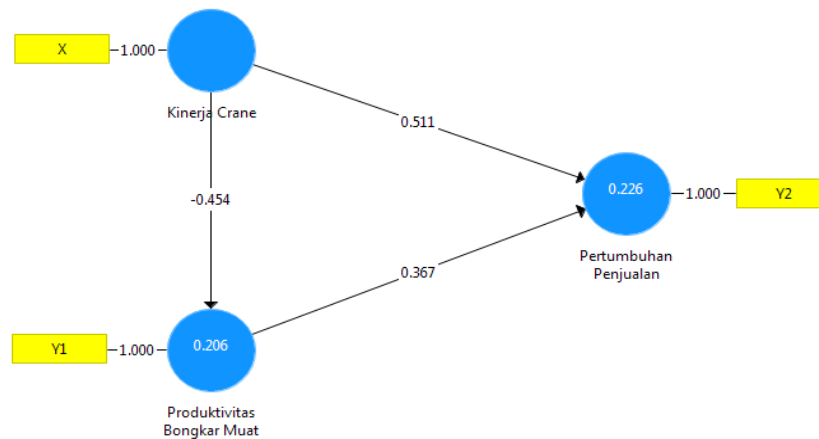 X
1.000
Kinerja Crane
0.511
-0.454
0.226
1.000
Y2
Pertumbuhan
Penjualan
0.367
Y1
1.000
0.206
Produktivitas
Bongkar Muat